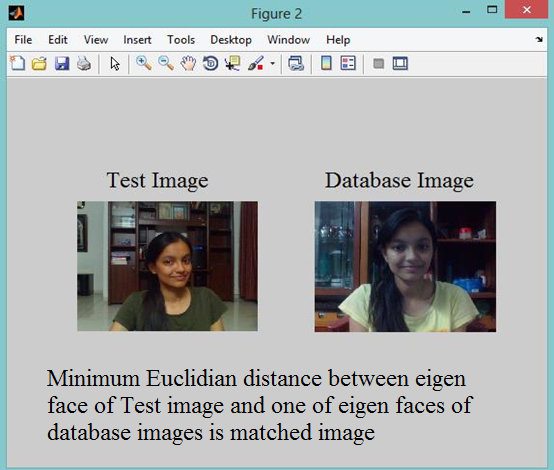 Figure 2
File Edit View Insert Tools Desktop Window Help
Test Image Database Image
Minimum Euclidian distance between eigen
face of Test image and one of eigen faces of
database images is matched image